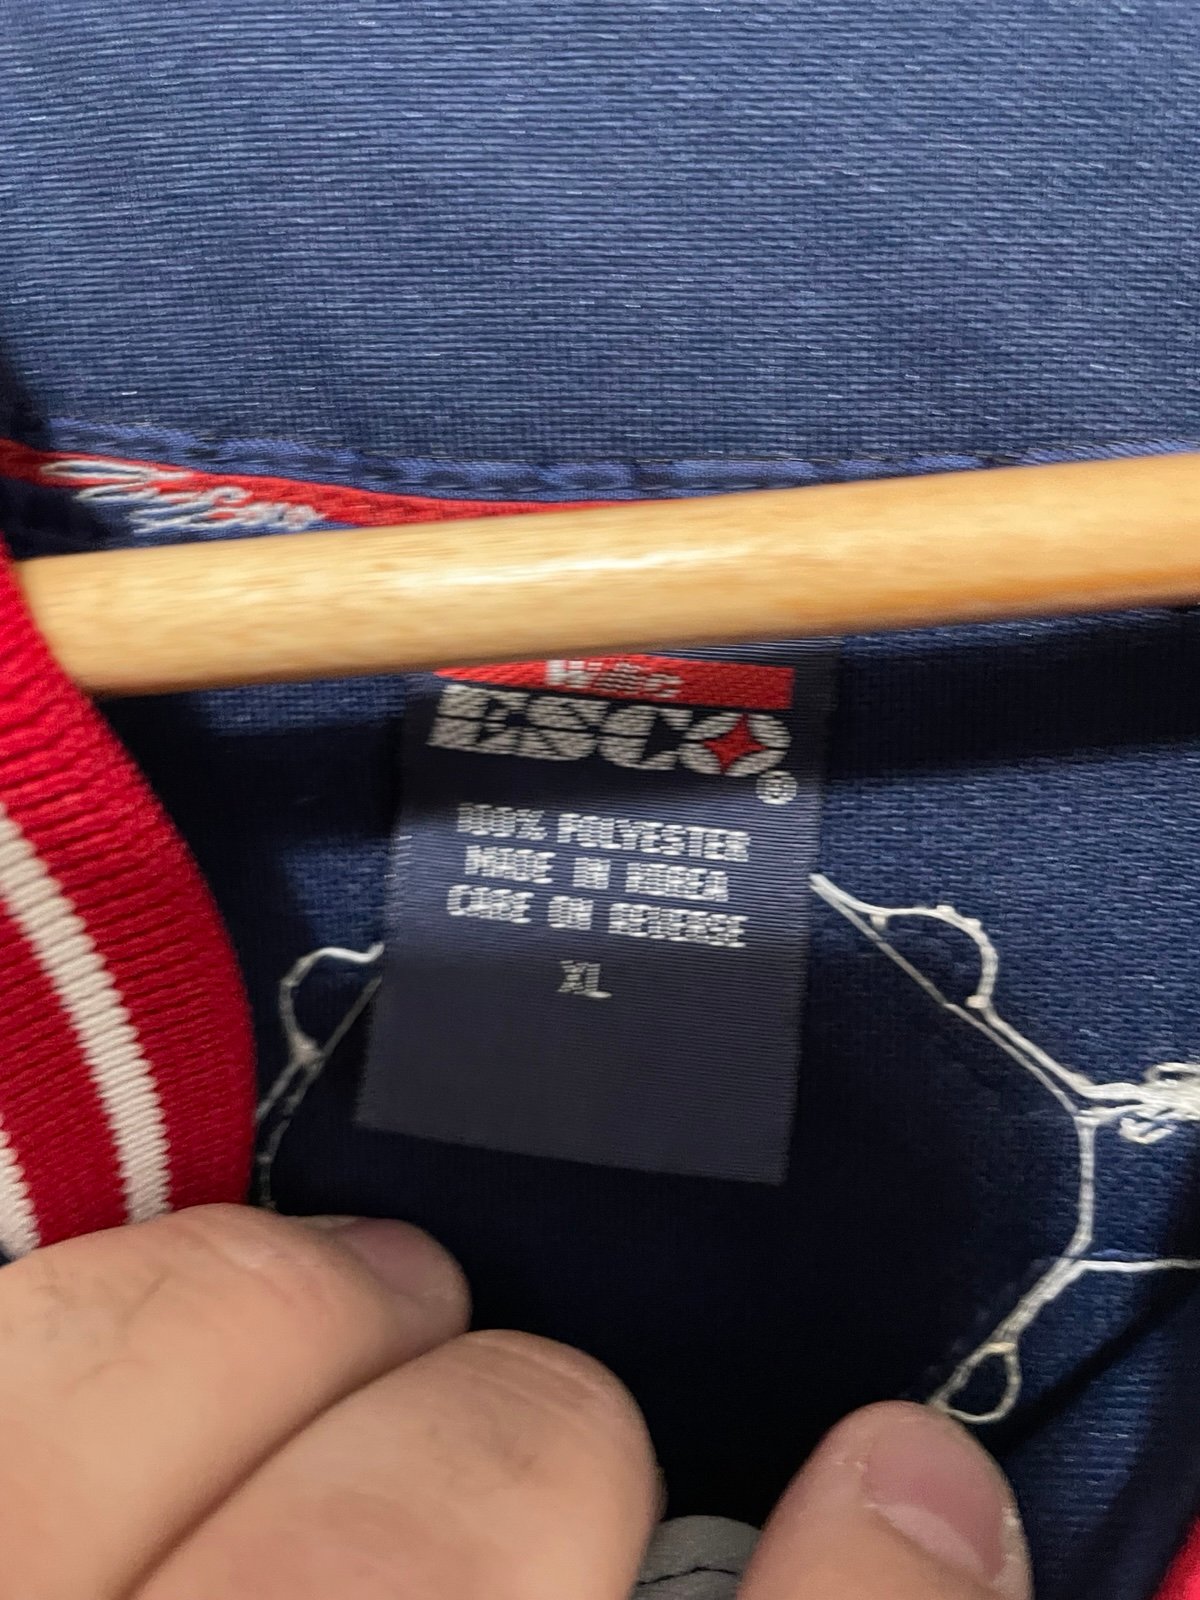 ESCO
®
100% POLYESTER
MADE IN KOREA
CARE ON REVERSE
XL